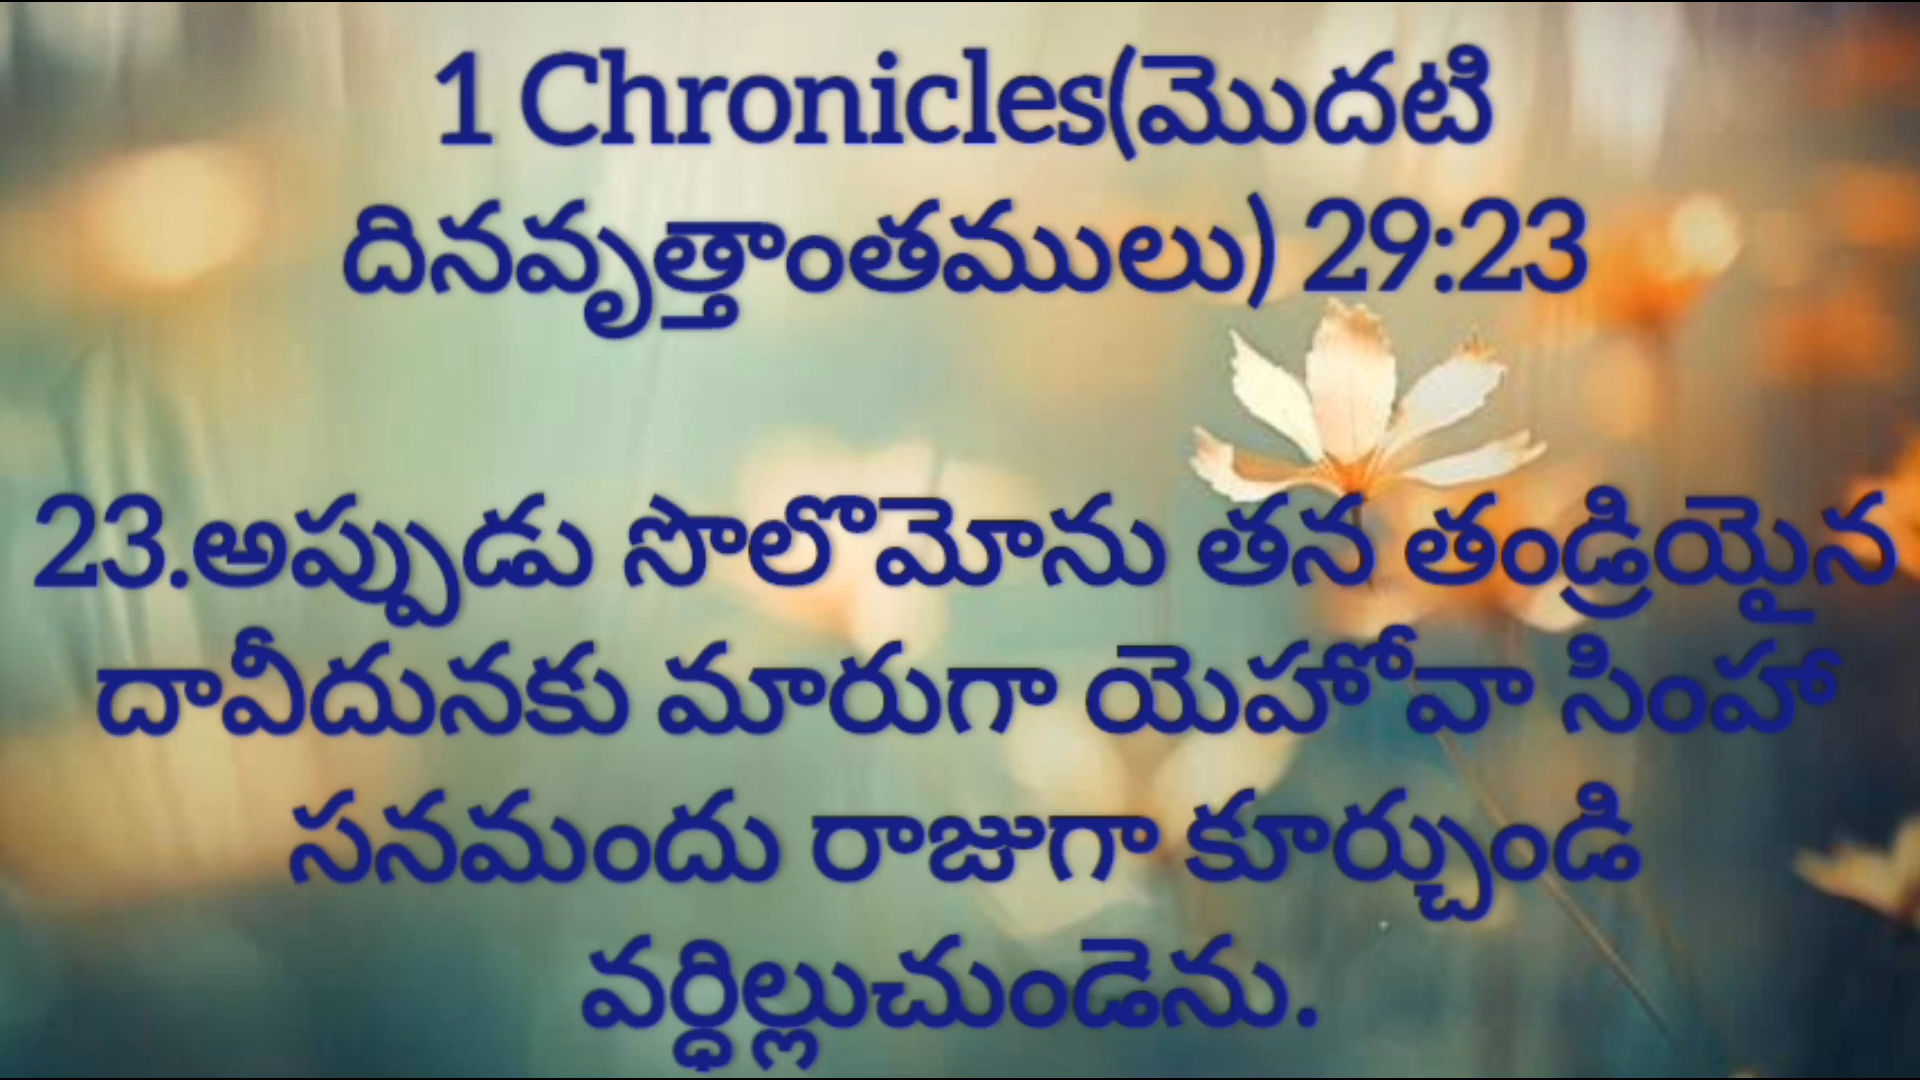 1 Chronicles(మొదటి
దినవృత్తాంతములు) 29:23
23.అప్పుడు సొలొమోను తన తండ్రియైన
దావీదునకు మారుగా యెహోవా సింహా
సనమందు రాజుగా కూర్చుండి
వర్ధిల్లుచుండెను.